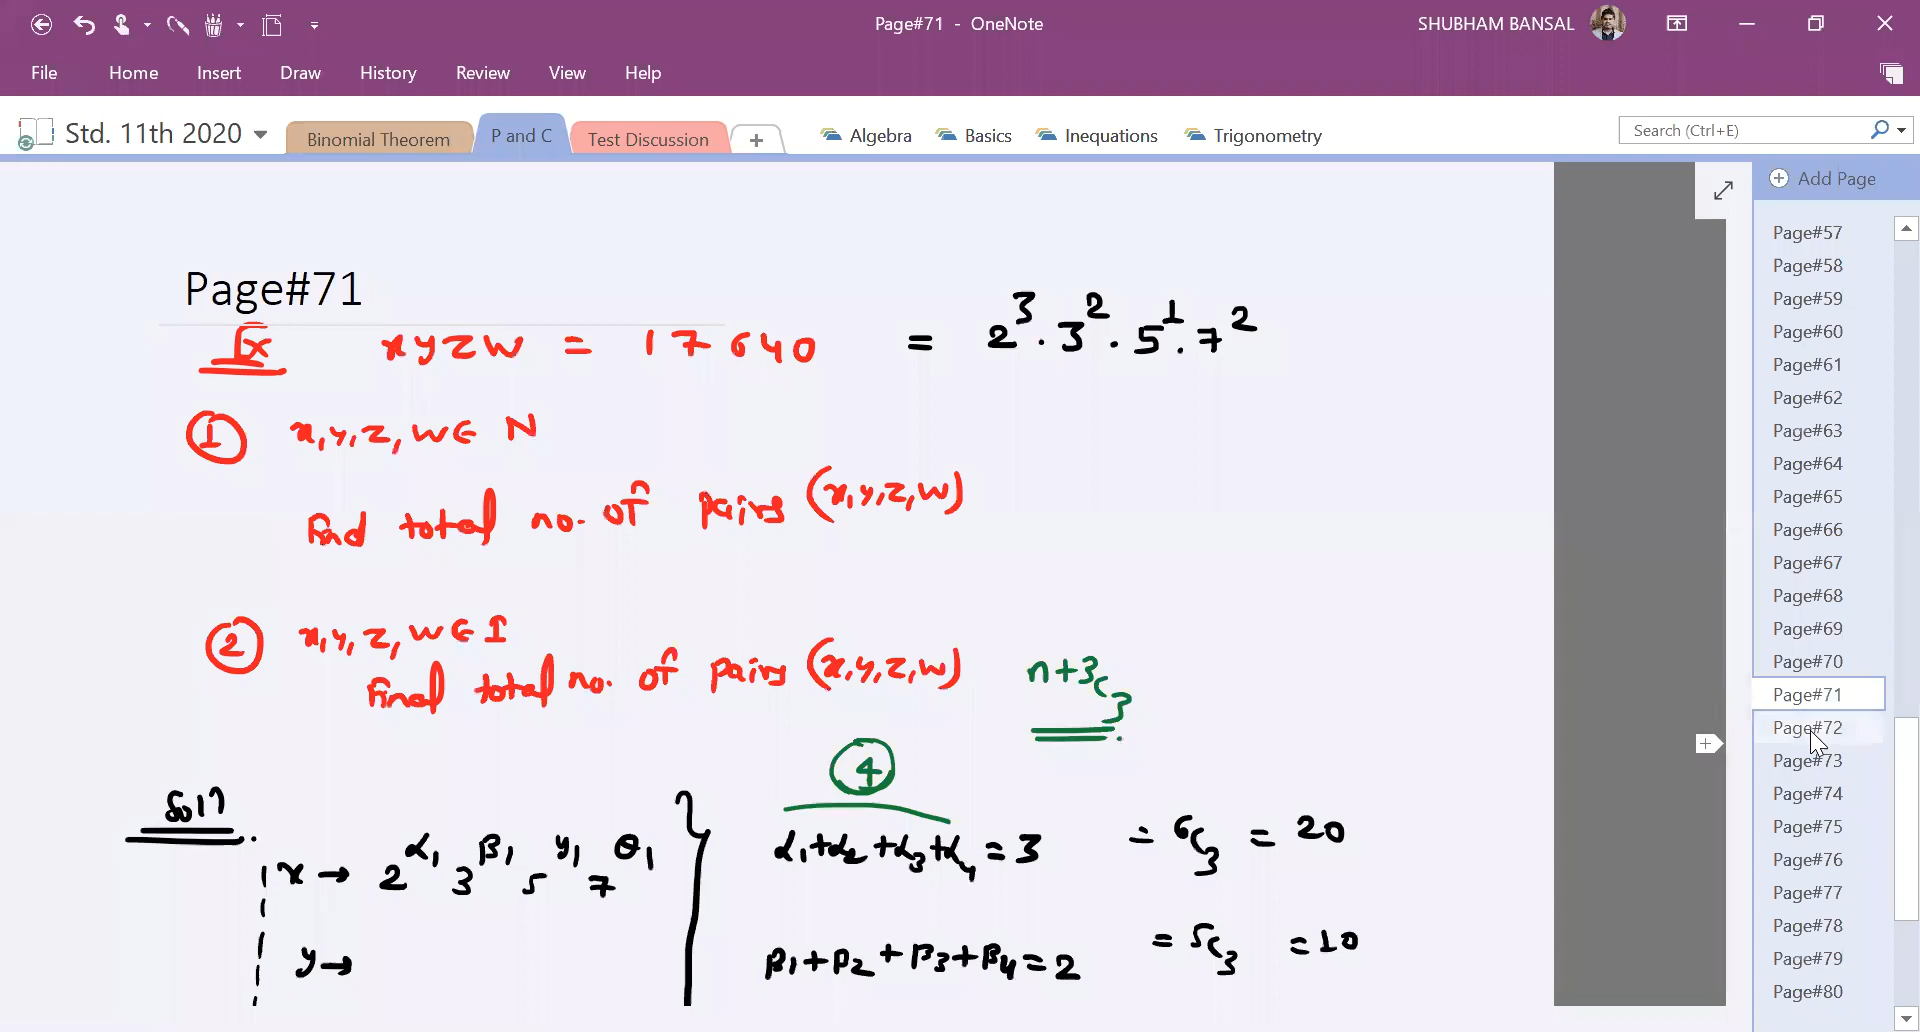 Page#71 - OneNote
SHUBHAM BANSAL
File Home Insert Draw History Review View Help
Std. 11th 2020
Binomial Theorem
P and C
Test Discussion
Algebra
Basics
Inequations
Trigonometry
Search (Ctrl+E)
Add Page
Page#71
xyzw = 17640 = 2³.3².5¹.7²
① x,y,z,w∈ N
Find total no. of pairs (x,y,z,w)
② x,y,z,w∈I
Final total no. of pairs (x,y,z,w)
n+3C₃
④
Solⁿ
x→ 2^α₁ 3^β₁ 5^γ₁ 7^θ₁
α₁+α₂+α₃+α₄=3 = ⁶C₃ = 20
y→
β₁+β₂+β₃+β₄=2 = ⁵C₃ =10
Page#57
Page#58
Page#59
Page#60
Page#61
Page#62
Page#63
Page#64
Page#65
Page#66
Page#67
Page#68
Page#69
Page#70
Page#71
Page#72
Page#73
Page#74
Page#75
Page#76
Page#77
Page#78
Page#79
Page#80